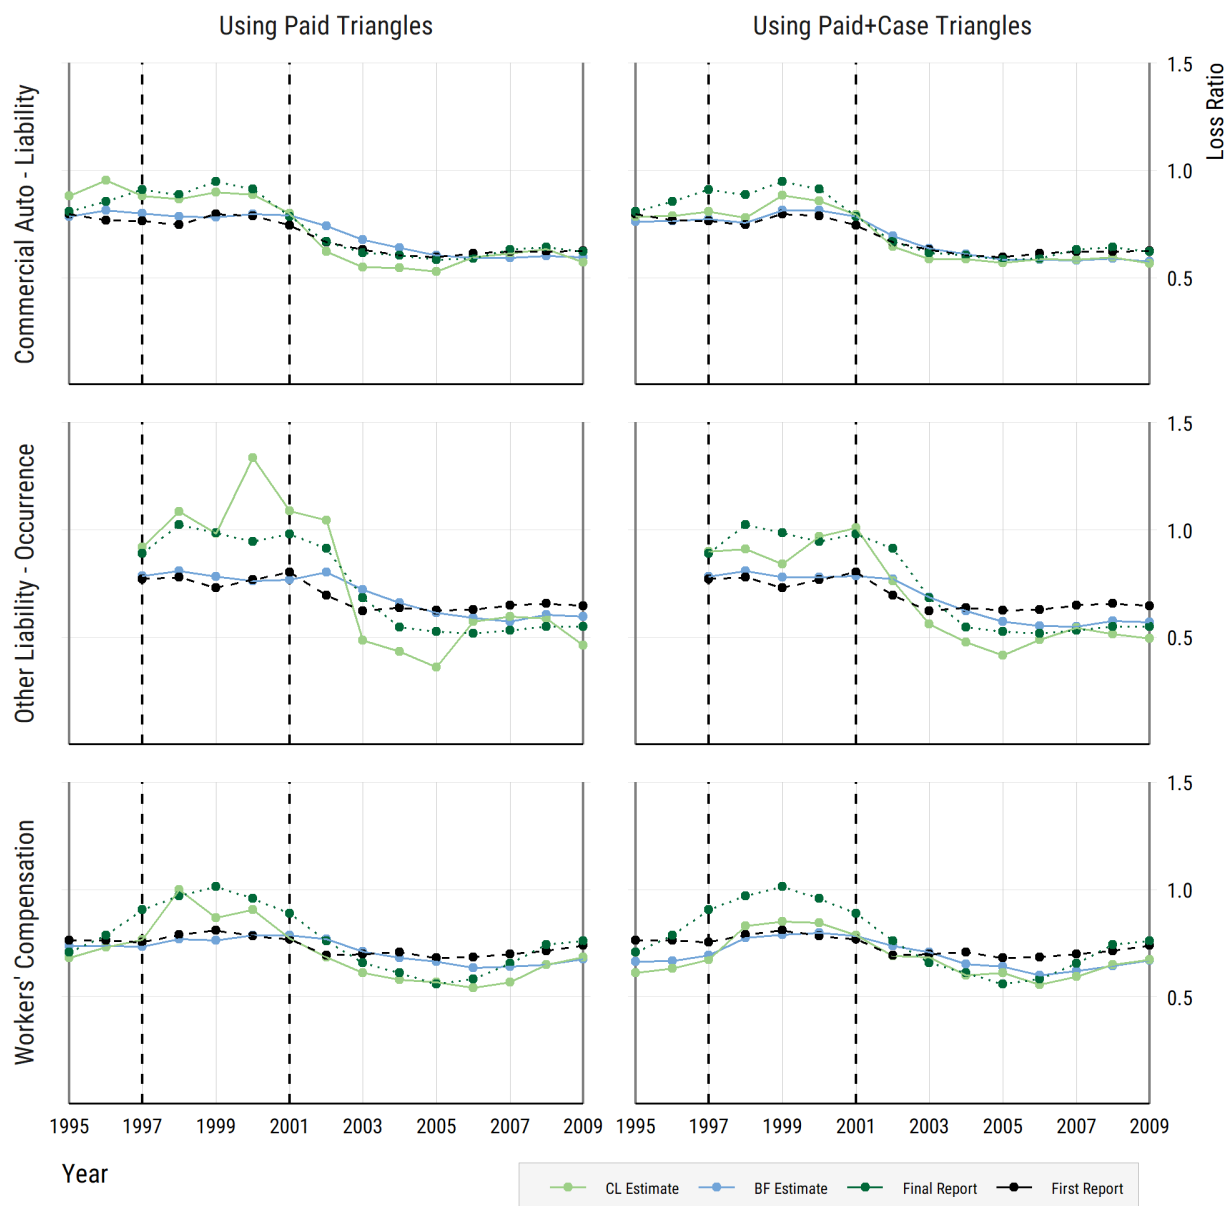 Using Paid Triangles
Using Paid+Case Triangles
Commercial Auto - Liability
1.5
1.0
0.5
Loss Ratio
Other Liability - Occurrence
1.5
1.0
0.5
Workers' Compensation
1.5
1.0
0.5
1995 1997 1999 2001 2003 2005 2007 2009
1995 1997 1999 2001 2003 2005 2007 2009
Year
CL Estimate BF Estimate Final Report First Report